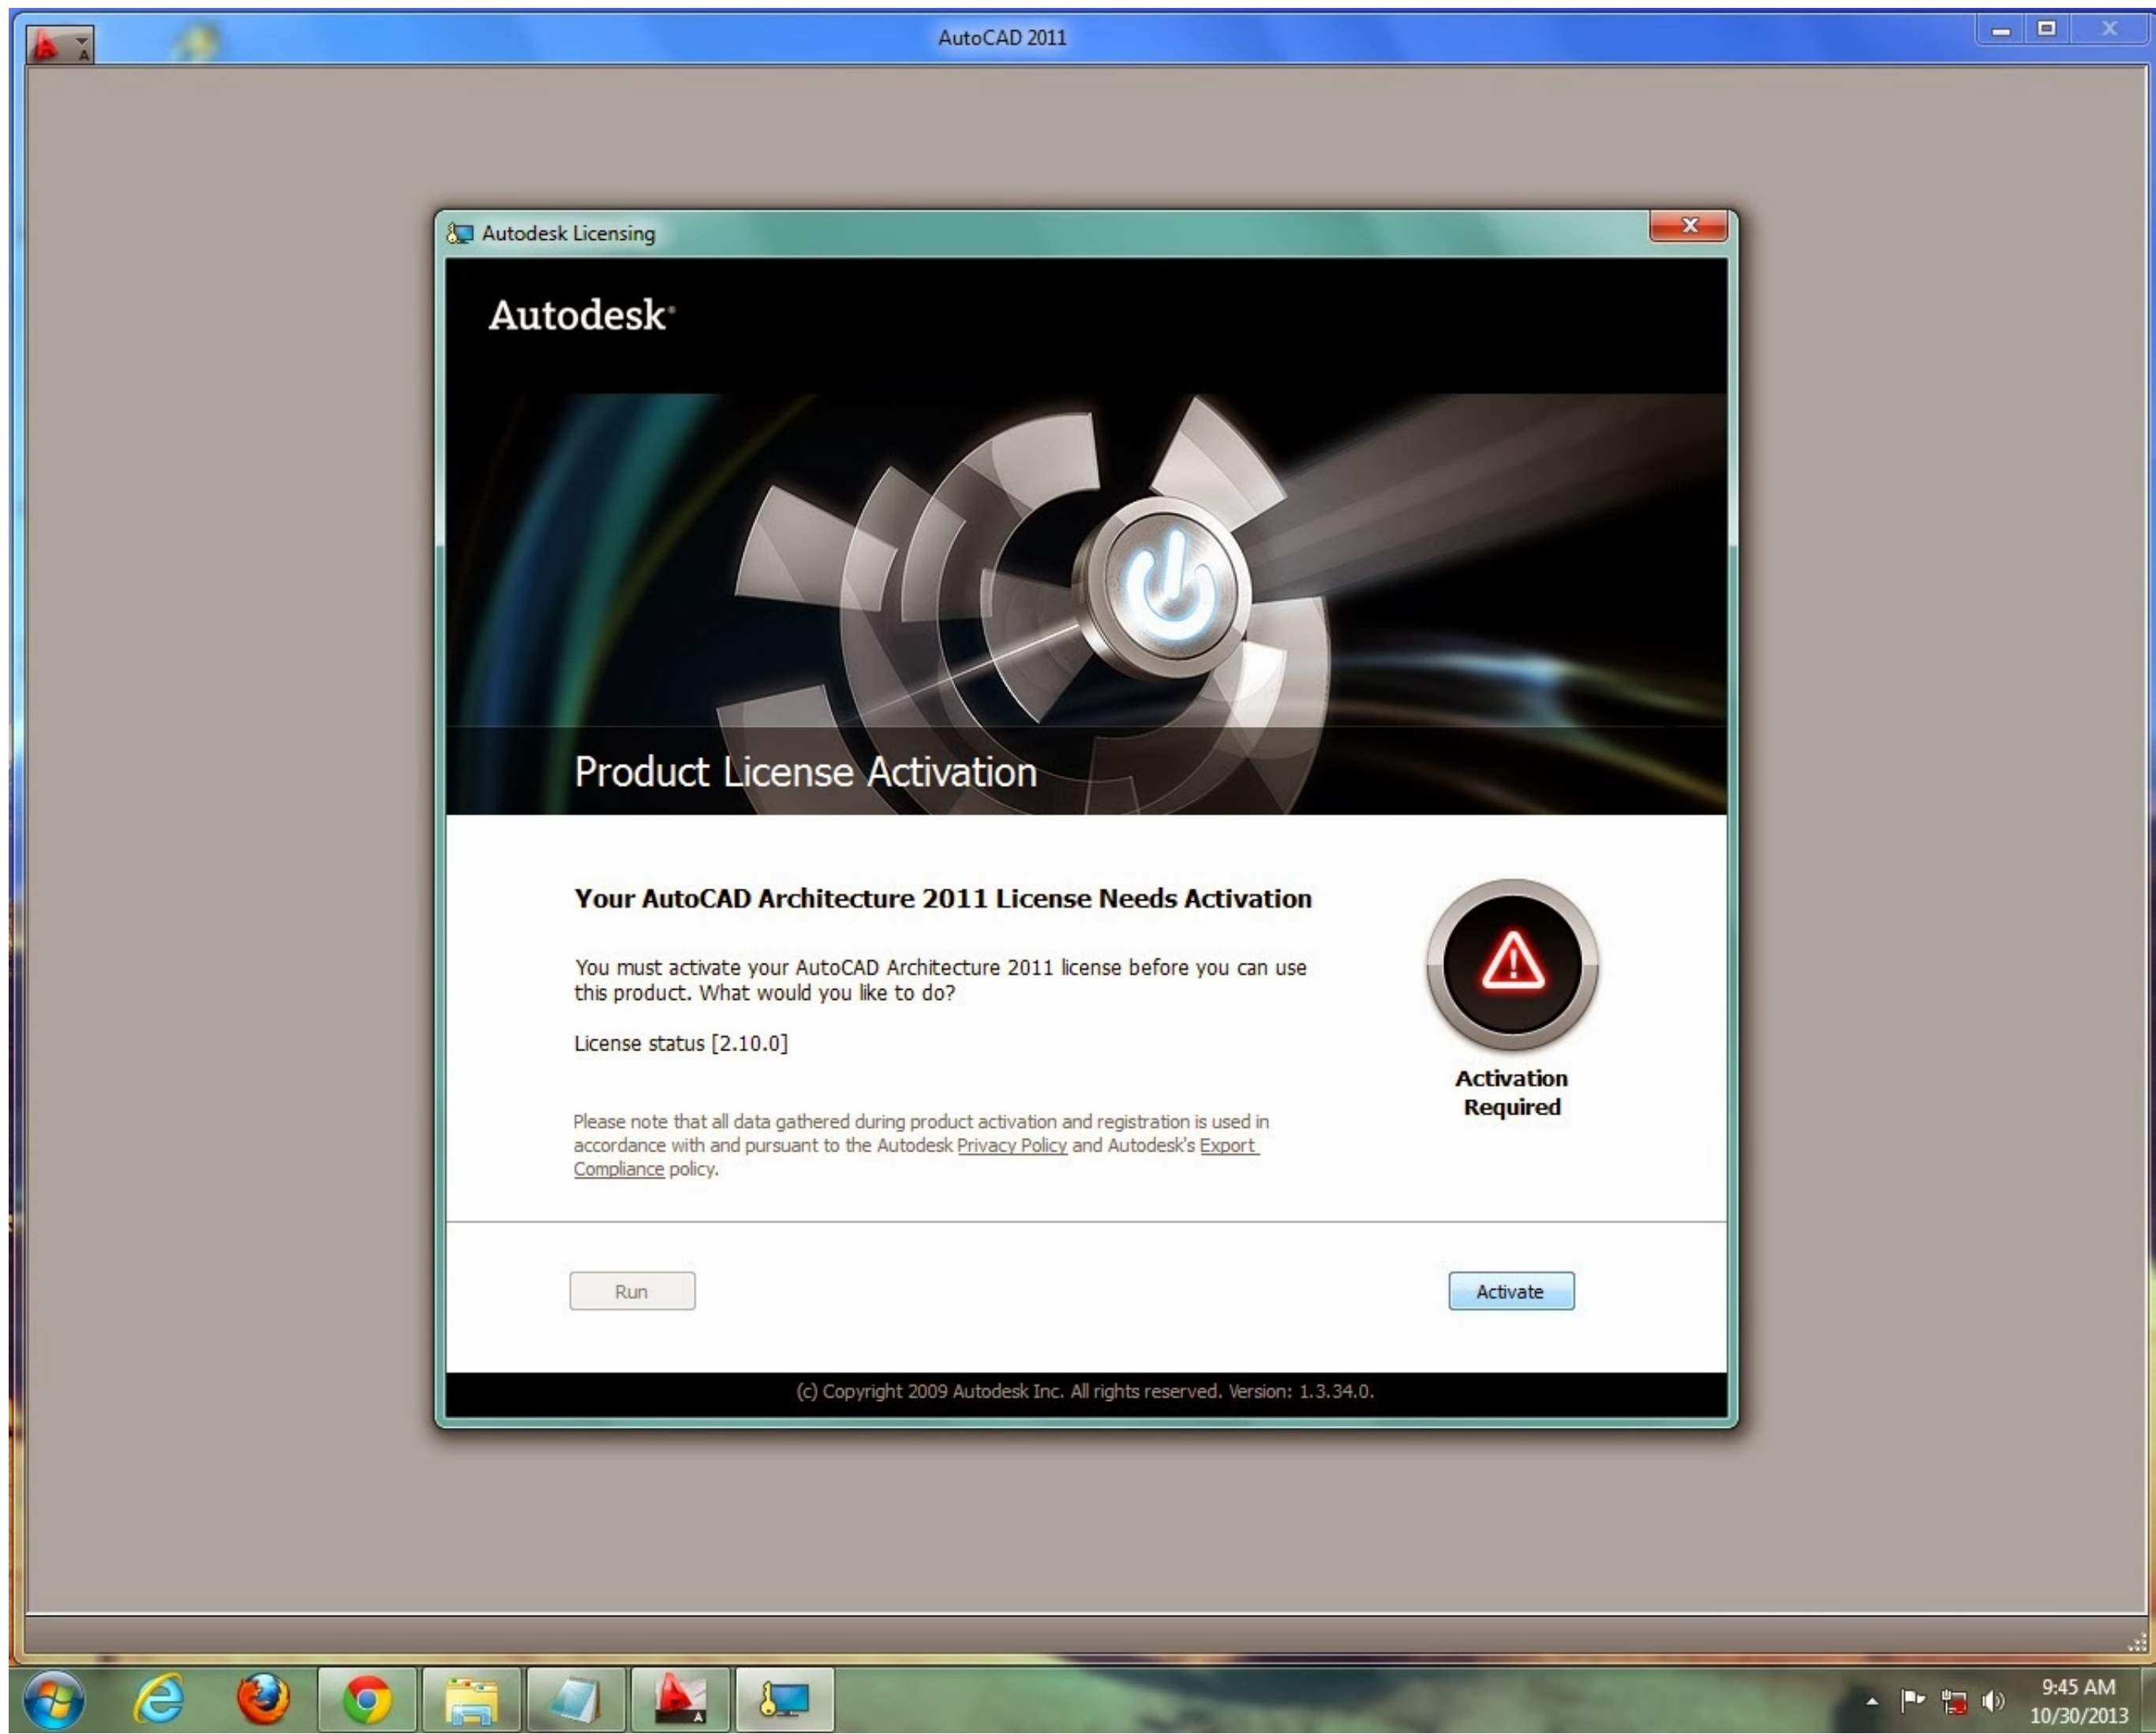 AutoCAD 2011
A
Autodesk Licensing
Autodesk®
Product License Activation
Your AutoCAD Architecture 2011 License Needs Activation
You must activate your AutoCAD Architecture 2011 license before you can use
this product. What would you like to do?
License status [2.10.0]
Activation
Required
Please note that all data gathered during product activation and registration is used in
accordance with and pursuant to the Autodesk Privacy Policy and Autodesk's Export
Compliance policy.
Run
Activate
(c) Copyright 2009 Autodesk Inc. All rights reserved. Version: 1.3.34.0.
A
9:45 AM
10/30/2013